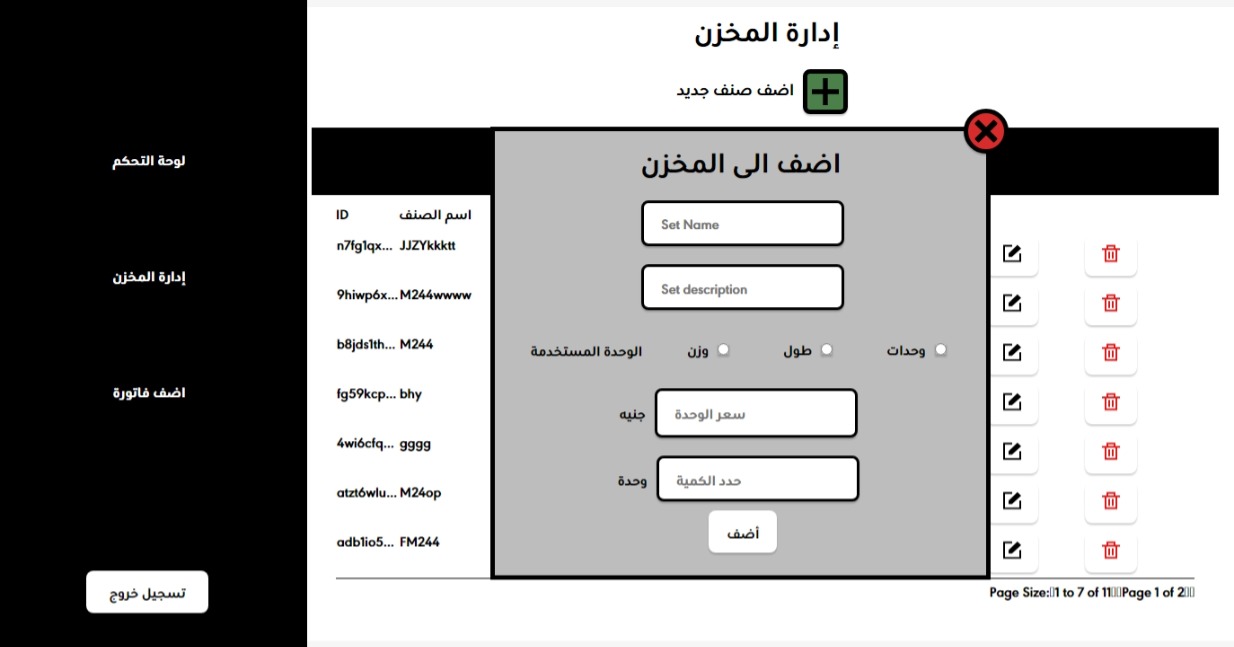 إدارة المخزن
اضف صنف جديد
لوحة التحكم
إدارة المخزن
اضف فاتورة
تسجيل خروج
اضف الى المخزن
Set Name
Set description
الوحدة المستخدمة وزن طول وحدات
سعر الوحدة جنيه
حدد الكمية وحدة
أضف
ID اسم الصنف
n7fg1qx... JJZYkkktt
9hiwp6x... M244wwww
b8jds1th... M244
fg59kcp... bhy
4wi6cfq... gggg
atzt6wlu... M24op
adb1io5... FM244
Page Size: 1 to 7 of 11 Page 1 of 2